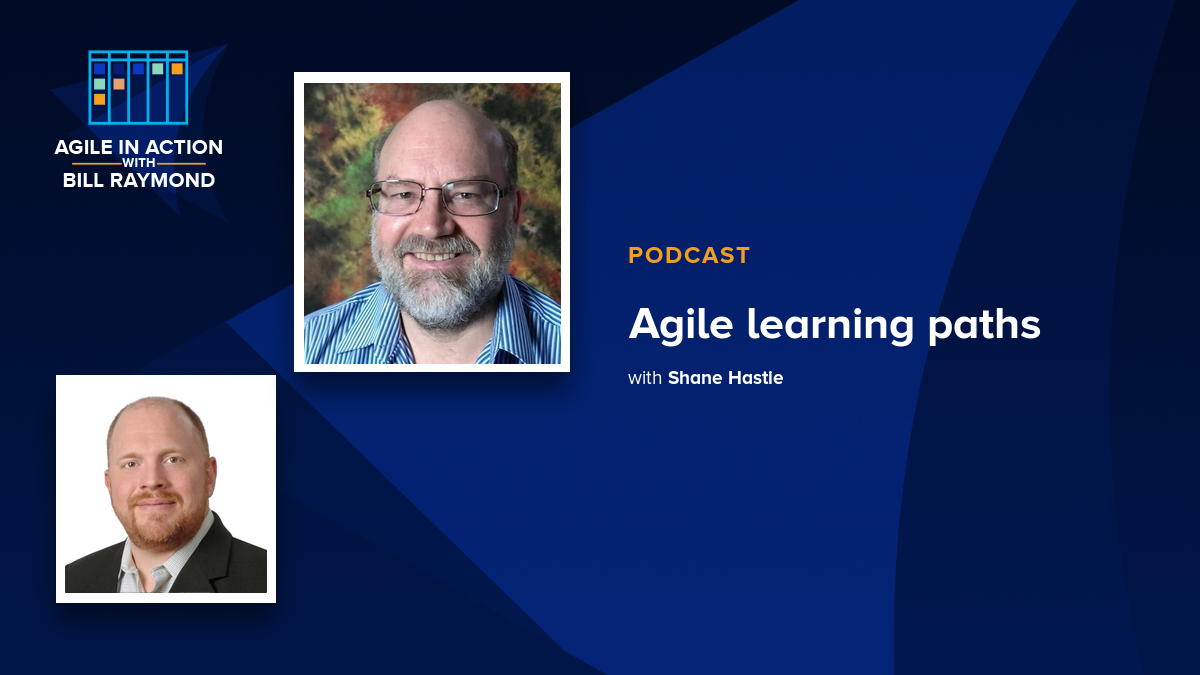 AGILE IN ACTION
WITH
BILL RAYMOND
PODCAST
Agile learning paths
with Shane Hastie